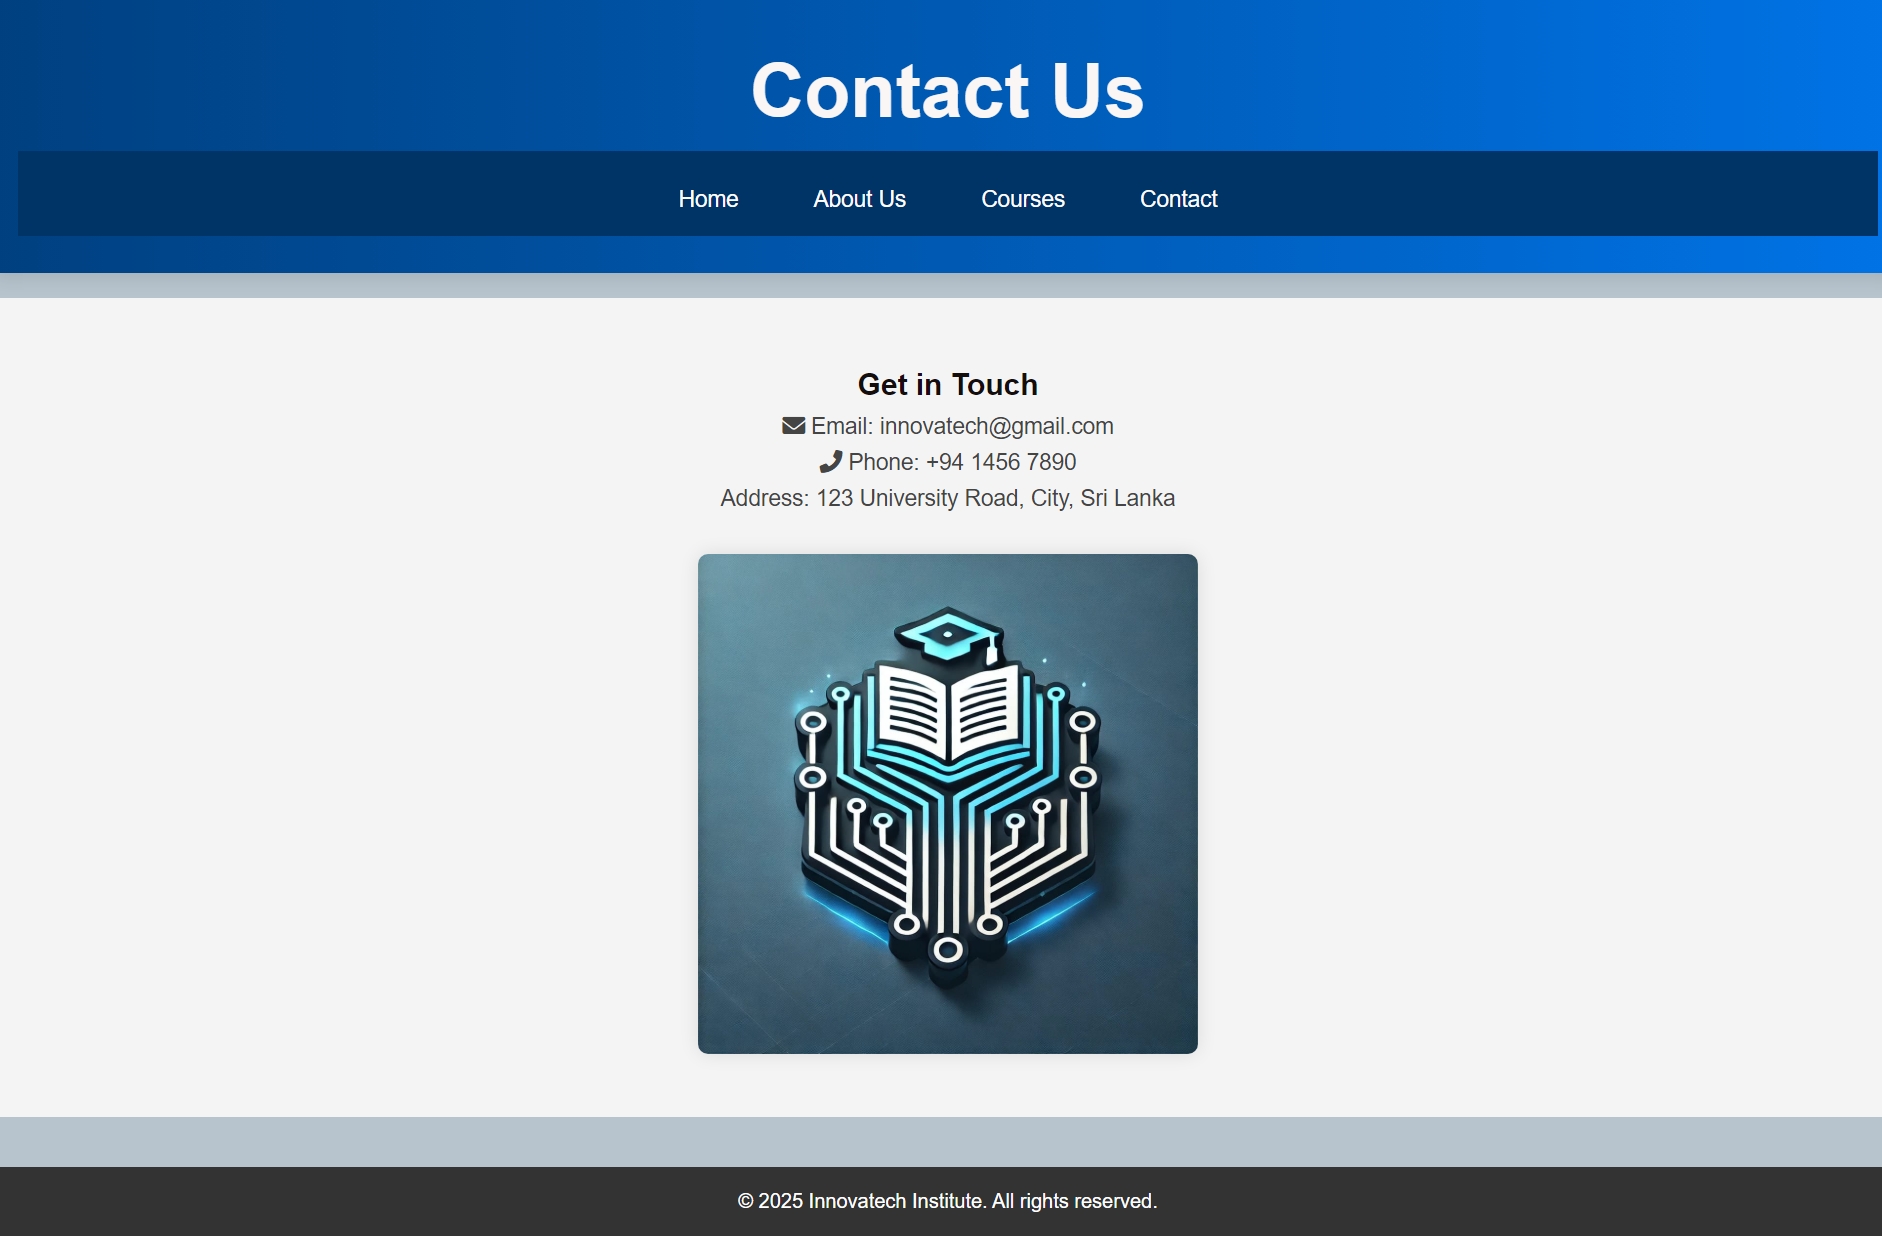 Contact Us
Home About Us Courses Contact
Get in Touch
Email: innovatech@gmail.com
Phone: +94 1456 7890
Address: 123 University Road, City, Sri Lanka
© 2025 Innovatech Institute. All rights reserved.